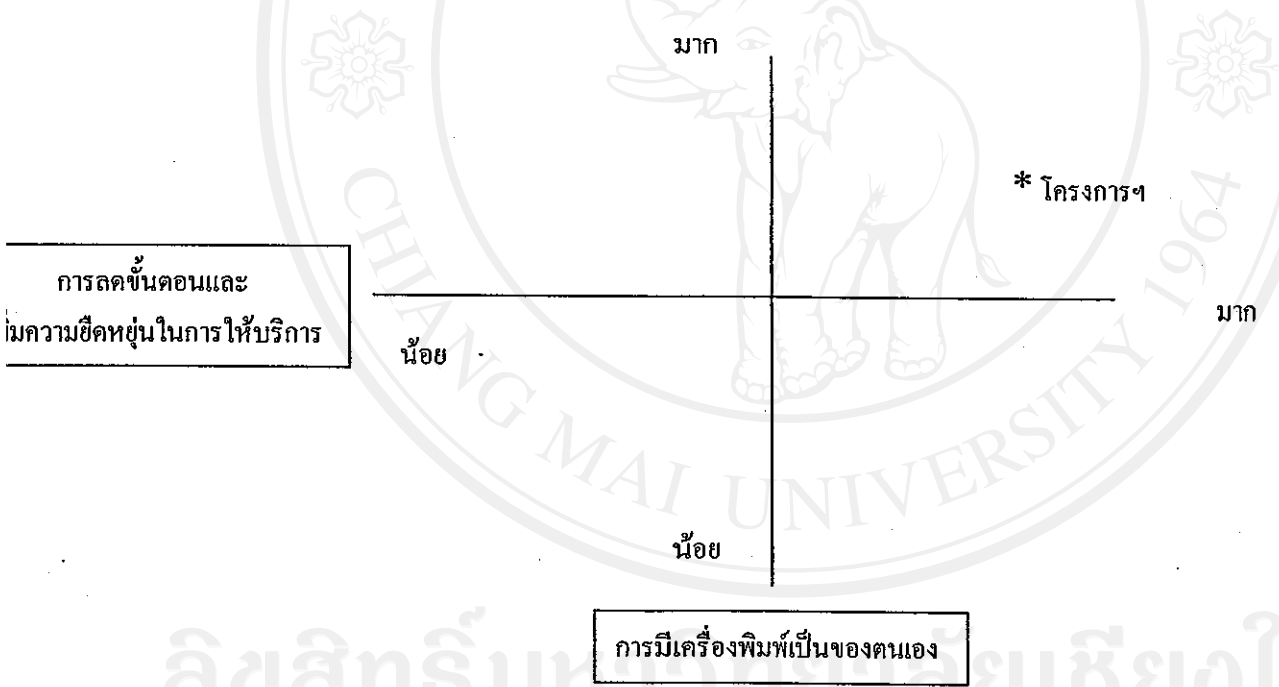 มาก
* โครงการฯ
การลดขั้นตอนและ
ความยืดหยุ่นในการให้บริการ
มาก
น้อย
น้อย
การมีเครื่องพิมพ์เป็นของตนเอง
CHIANG MAI UNIVERSITY 1964